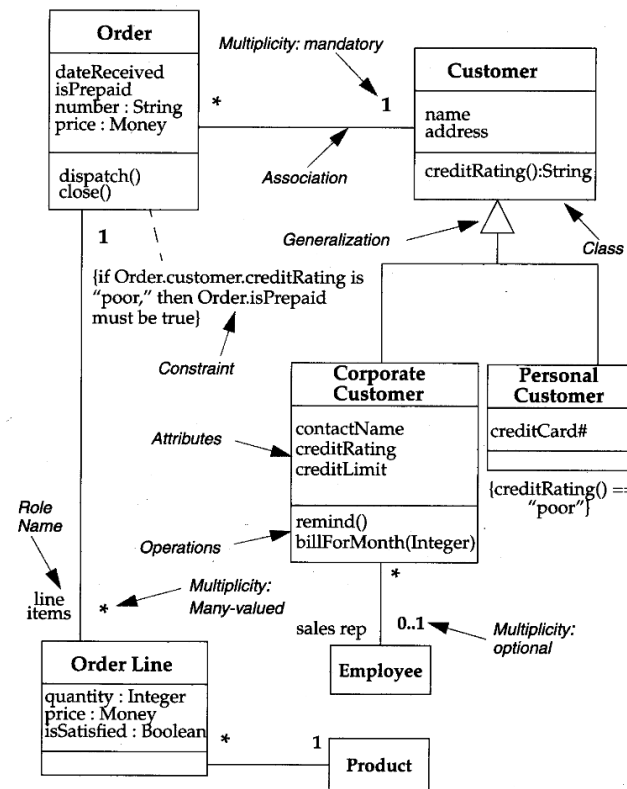 Order
dateReceived
isPrepaid
number : String
price : Money
dispatch()
close()
Multiplicity: mandatory
*
1
Association
Customer
name
address
creditRating():String
Generalization
Class
1
{if Order.customer.creditRating is
"poor," then Order.isPrepaid
must be true}
Constraint
Corporate
Customer
contactName
creditRating
creditLimit
remind()
billForMonth(Integer)
Personal
Customer
creditCard#
{creditRating() ==
"poor"}
Attributes
Operations
Role
Name
line
items
*
Multiplicity:
Many-valued
*
sales rep
0..1
Multiplicity:
optional
Employee
Order Line
quantity : Integer
price : Money
isSatisfied : Boolean
*
1
Product